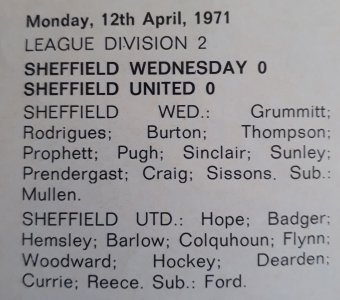 Monday, 12th April, 1971
LEAGUE DIVISION 2
SHEFFIELD WEDNESDAY 0
SHEFFIELD UNITED 0
SHEFFIELD WED.: Grummitt;
Rodrigues; Burton; Thompson;
Prophett; Pugh; Sinclair; Sunley;
Prendergast; Craig; Sissons. Sub.:
Mullen.
SHEFFIELD UTD.: Hope; Badger;
Hemsley; Barlow; Colquhoun; Flynn;
Woodward; Hockey; Dearden;
Currie; Reece. Sub.: Ford.